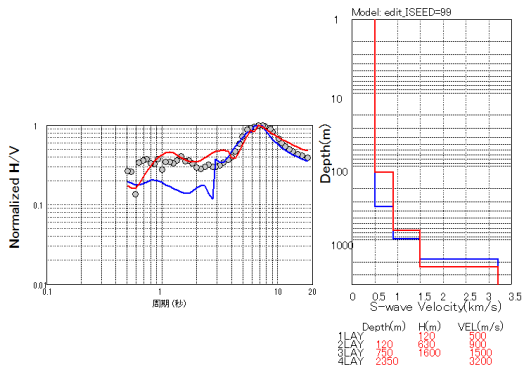 Model: edit_ISEED=99
Normalized H/V
1
0.1
0.01
0.1
1
10
20
周期(秒)
Depth(m)
1
10
100
1000
0
0.5
1
1.5
2
2.5
3
3.5
S-wave Velocity(km/s)
Depth(m) H(m) VEL(m/s)
1LAY 120 500
2LAY 120 630 900
3LAY 750 1600 1500
4LAY 2350 3200